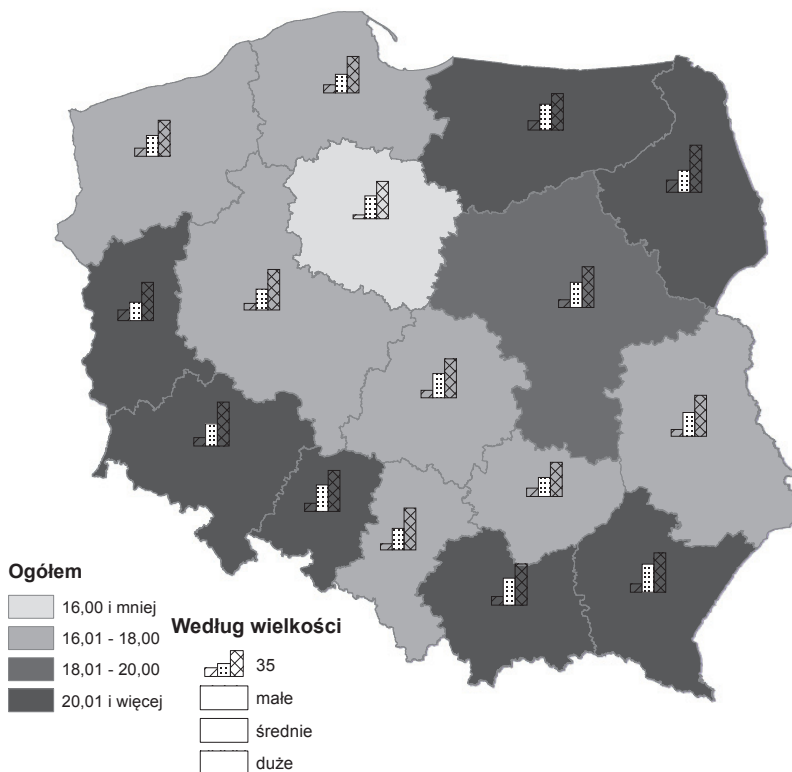 Ogółem
16,00 i mniej
16,01 - 18,00
18,01 - 20,00
20,01 i więcej
Według wielkości
35
małe
średnie
duże